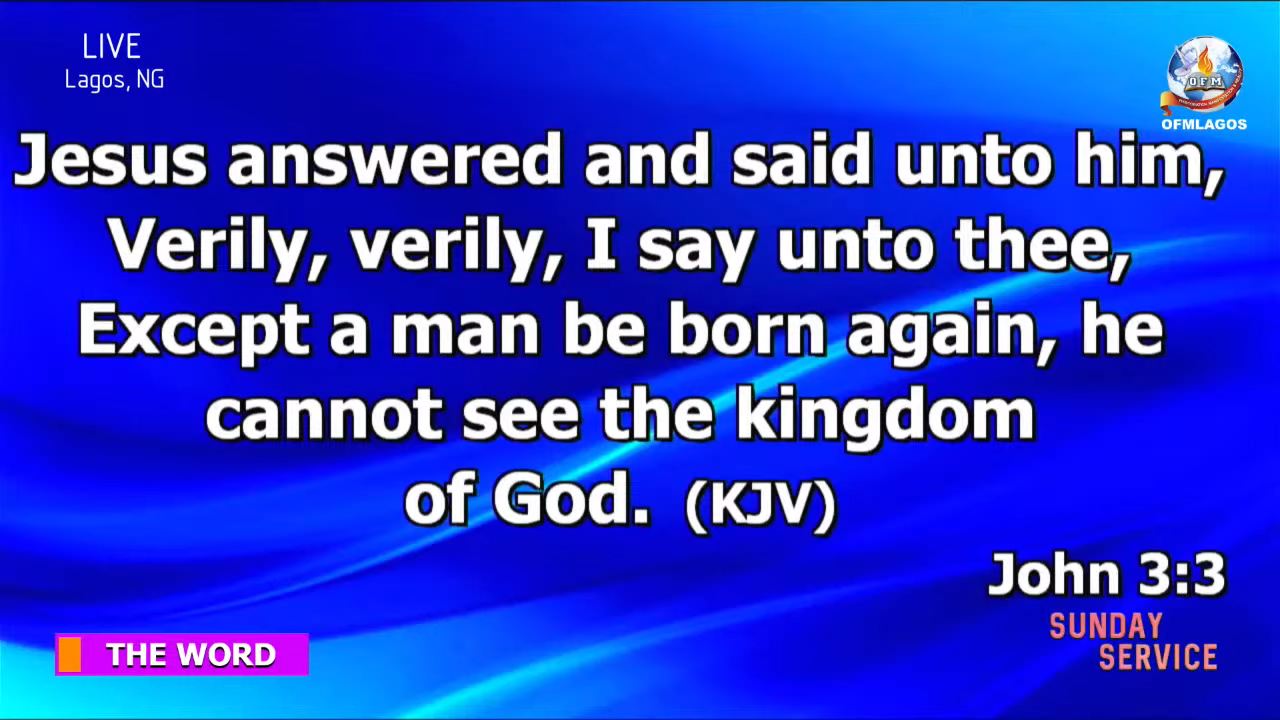 LIVE
Lagos, NG
OFM
OFMLAGOS
Jesus answered and said unto him,
Verily, verily, I say unto thee,
Except a man be born again, he
cannot see the kingdom
of God. (KJV)
John 3:3
SUNDAY
SERVICE
THE WORD